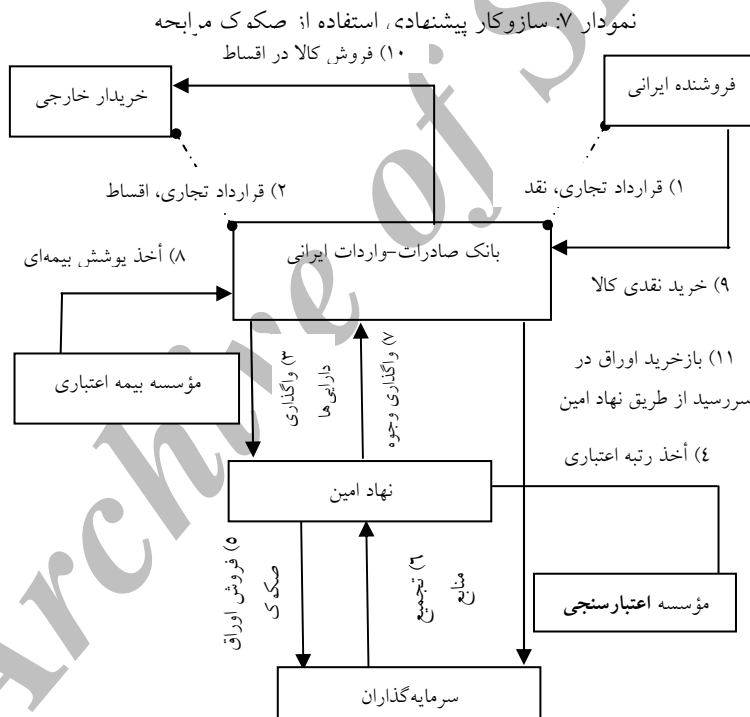 نمودار ۷: سازوکار پیشنهادی استفاده از صکوک مرابحه
۱۰) فروش کالا در اقساط
فروشنده ایرانی
خریدار خارجی
۱) قرارداد تجاری، نقد
۲) قرارداد تجاری، اقساط
بانک صادرات-واردات ایرانی
۸) أخذ پوشش بیمه‌ای
۹) خرید نقدی کالا
۳) واگذاری
دارایی‌ها
۷) واگذاری وجوه
۱۱) بازخرید اوراق در
سررسید از طریق نهاد امین
مؤسسه بیمه اعتباری
۴) أخذ رتبه اعتباری
نهاد امین
۵) فروش اوراق
صکوک
۶) تجمیع
منابع
مؤسسه اعتبارسنجی
سرمایه‌گذاران
Archive of S